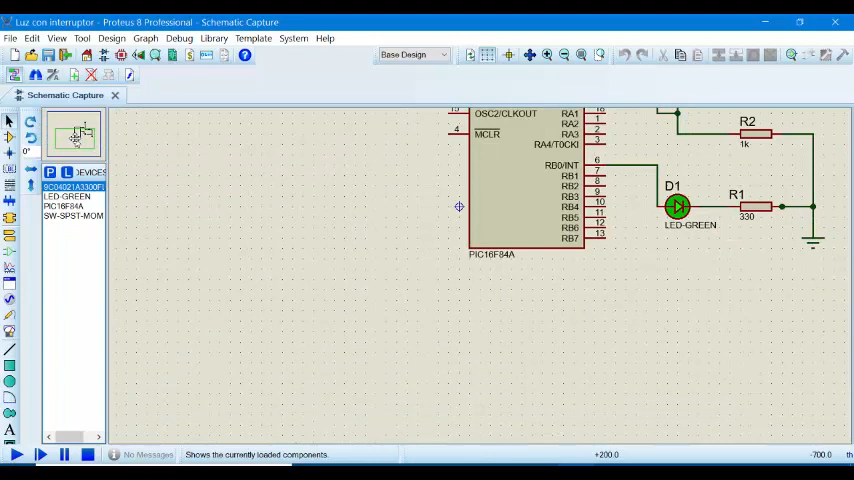 Luz con interruptor - Proteus 8 Professional - Schematic Capture
File Edit View Tool Design Graph Debug Library Template System Help
Base Design
Schematic Capture
0°
P L DEVICES
9C04021A3300FL
LED-GREEN
PIC16F84A
SW-SPST-MOM
15 OSC2/CLKOUT
4 MCLR
RA1 18
RA2 1
RA3 2
RA4/T0CKI 3
RB0/INT 6
RB1 7
RB2 8
RB3 9
RB4 10
RB5 11
RB6 12
RB7 13
PIC16F84A
R2
1k
D1
LED-GREEN
R1
330
No Messages Shows the currently loaded components. +200.0 -700.0 th